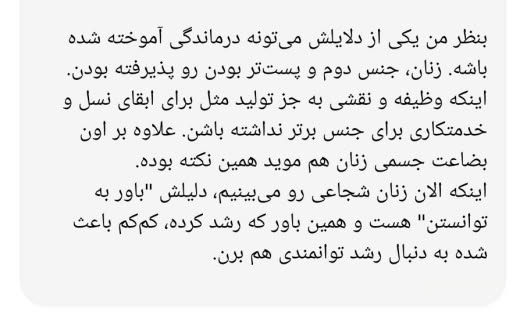 بنظر من یکی از دلایلش می‌تونه درماندگی آموخته شده
باشه. زنان، جنس دوم و پست‌تر بودن رو پذیرفته بودن.
اینکه وظیفه و نقشی به جز تولید مثل برای ابقای نسل و
خدمتکاری برای جنس برتر نداشته باشن. علاوه بر اون
بضاعت جسمی زنان هم موید همین نکته بوده.
اینکه الان زنان شجاعی رو می‌بینیم، دلیلش "باور به
توانستن" هست و همین باور که رشد کرده، کم‌کم باعث
شده به دنبال رشد توانمندی هم برن.